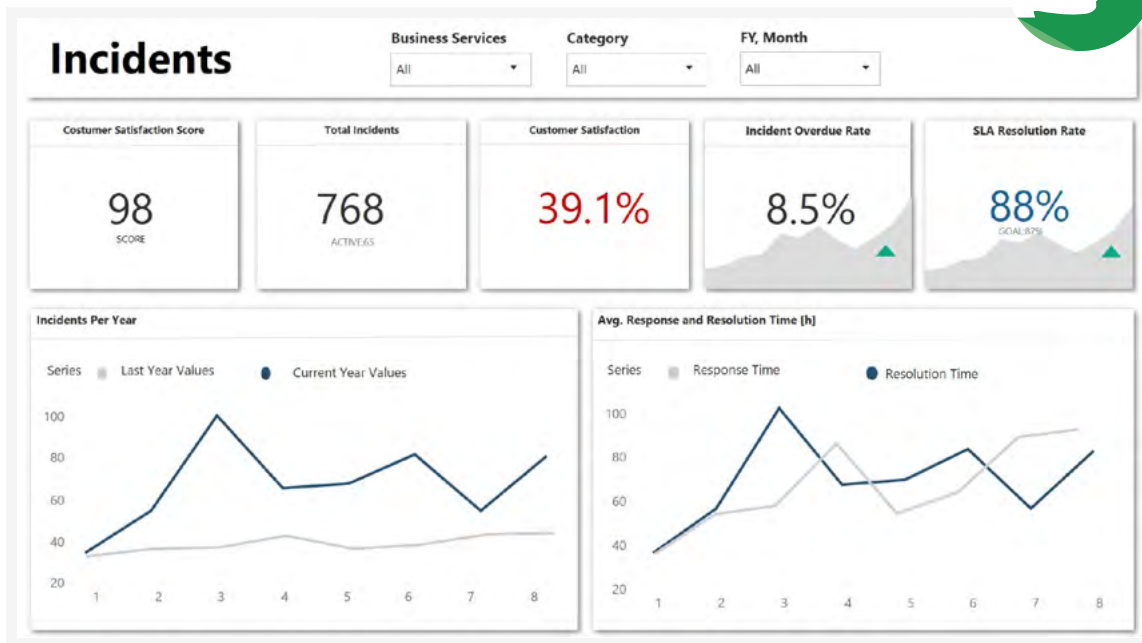 Incidents
Business Services Category FY, Month
All All All
Costumer Satisfaction Score Total Incidents Customer Satisfaction Incident Overdue Rate SLA Resolution Rate
98 768 39.1% 8.5% 88%
SCORE ACTIVE:65 GOAL:87%
Incidents Per Year
Series Last Year Values Current Year Values
100
80
60
40
20
1 2 3 4 5 6 7 8
Avg. Response and Resolution Time [h]
Series Response Time Resolution Time
100
80
60
40
20
1 2 3 4 5 6 7 8